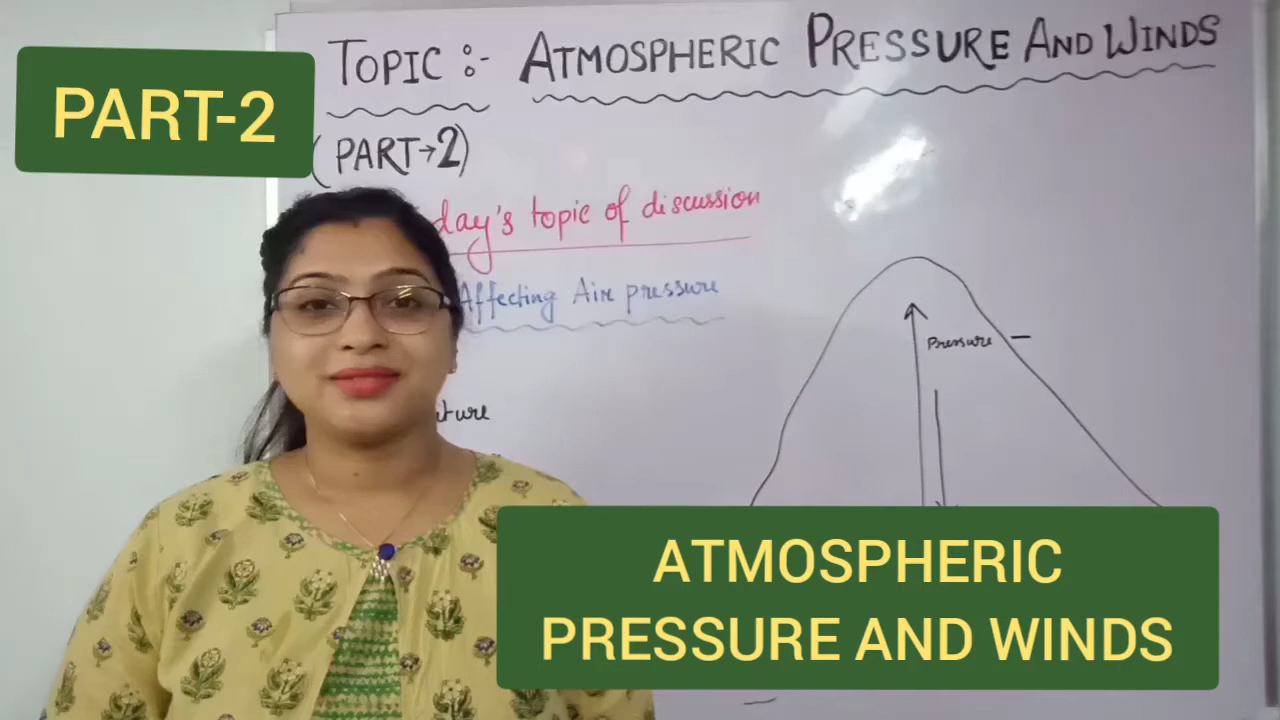 PART-2
TOPIC :- ATMOSPHERIC PRESSURE AND WINDS
(PART→2)
day's topic of discussion
Affecting Air pressure
Pressure —
ture
ATMOSPHERIC
PRESSURE AND WINDS